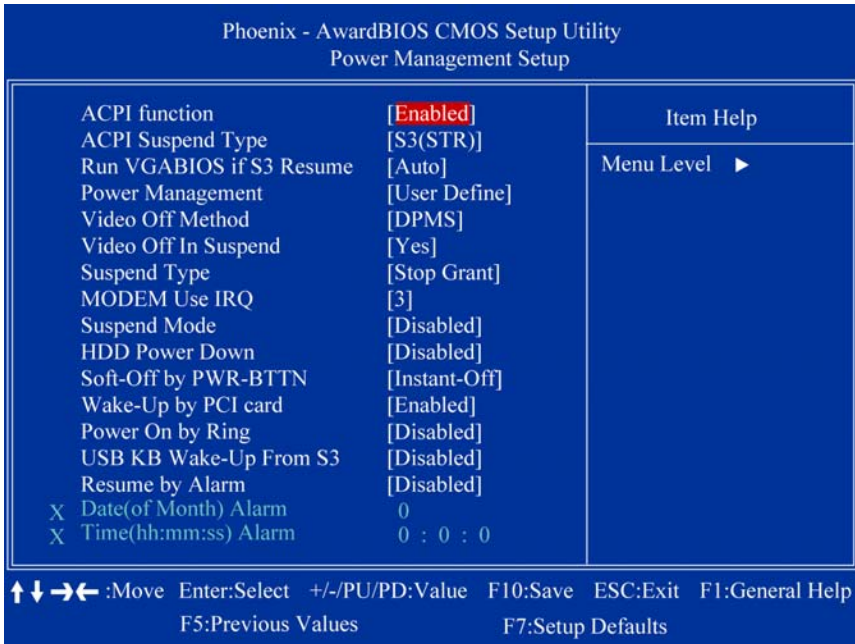 Phoenix - AwardBIOS CMOS Setup Utility
Power Management Setup
ACPI function [Enabled]
ACPI Suspend Type [S3(STR)]
Run VGABIOS if S3 Resume [Auto]
Power Management [User Define]
Video Off Method [DPMS]
Video Off In Suspend [Yes]
Suspend Type [Stop Grant]
MODEM Use IRQ [3]
Suspend Mode [Disabled]
HDD Power Down [Disabled]
Soft-Off by PWR-BTTN [Instant-Off]
Wake-Up by PCI card [Enabled]
Power On by Ring [Disabled]
USB KB Wake-Up From S3 [Disabled]
Resume by Alarm [Disabled]
X Date(of Month) Alarm 0
X Time(hh:mm:ss) Alarm 0 : 0 : 0
Item Help
Menu Level ►
↑↓→← :Move Enter:Select +/-/PU/PD:Value F10:Save ESC:Exit F1:General Help
F5:Previous Values F7:Setup Defaults